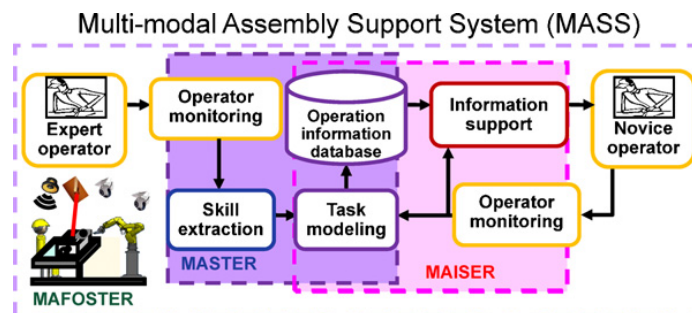 Multi-modal Assembly Support System (MASS)
Expert
operator
Operator
monitoring
Operation
information
database
Information
support
Novice
operator
Skill
extraction
Task
modeling
Operator
monitoring
MASTER
MAISER
MAFOSTER